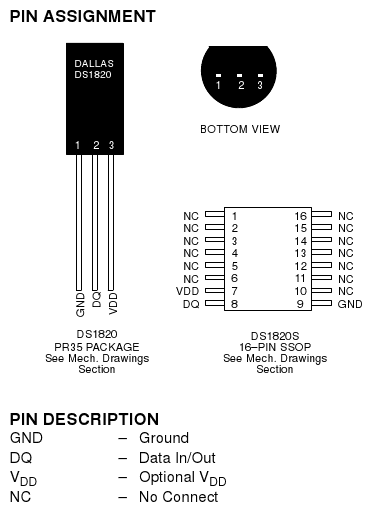 PIN ASSIGNMENT
DALLAS
DS1820
1 2 3
GND
DQ
VDD
DS1820
PR35 PACKAGE
See Mech. Drawings
Section
1 2 3
BOTTOM VIEW
NC 1 16 NC
NC 2 15 NC
NC 3 14 NC
NC 4 13 NC
NC 5 12 NC
NC 6 11 NC
VDD 7 10 NC
DQ 8 9 GND
DS1820S
16–PIN SSOP
See Mech. Drawings
Section
PIN DESCRIPTION
GND – Ground
DQ – Data In/Out
VDD – Optional VDD
NC – No Connect